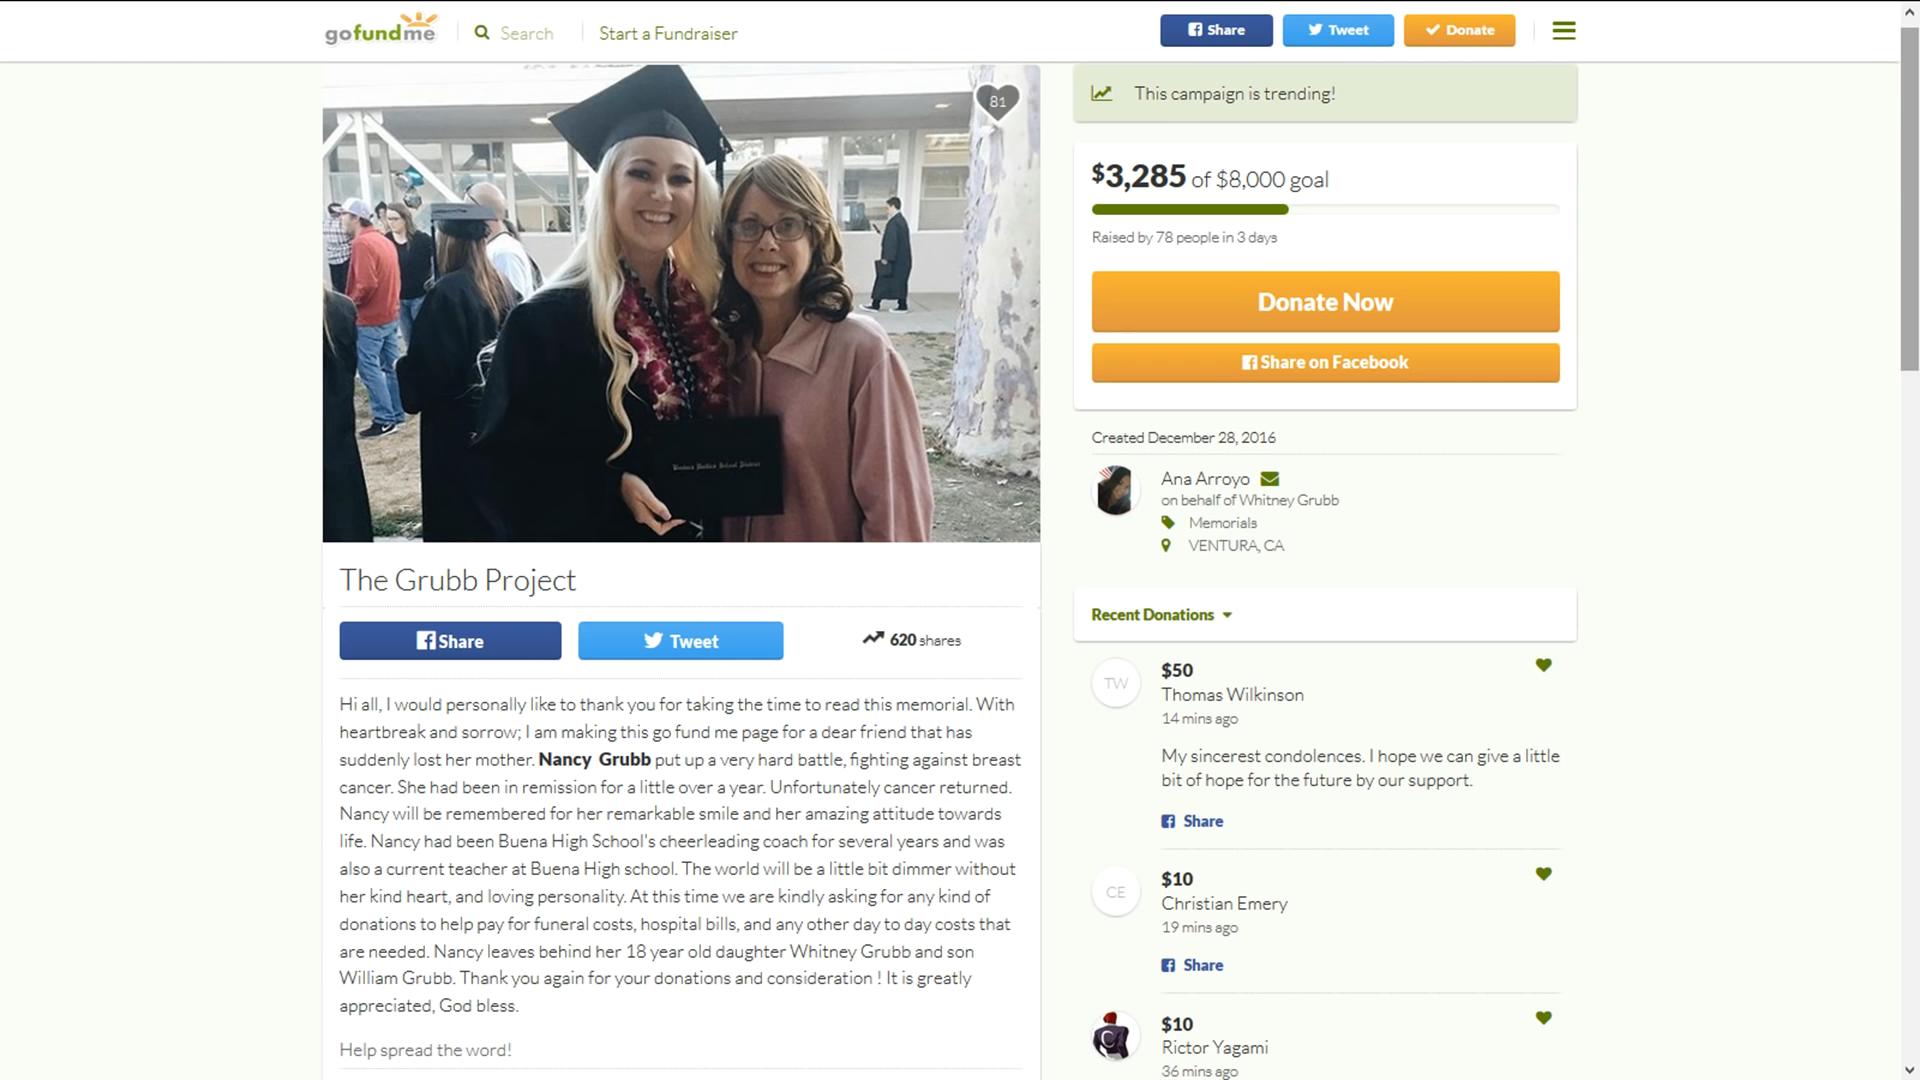 gofundme
Search
Start a Fundraiser
Share
Tweet
Donate
81
The Grubb Project
Share
Tweet
620 shares
Hi all, I would personally like to thank you for taking the time to read this memorial. With
heartbreak and sorrow; I am making this go fund me page for a dear friend that has
suddenly lost her mother. Nancy Grubb put up a very hard battle, fighting against breast
cancer. She had been in remission for a little over a year. Unfortunately cancer returned.
Nancy will be remembered for her remarkable smile and her amazing attitude towards
life. Nancy had been Buena High School's cheerleading coach for several years and was
also a current teacher at Buena High school. The world will be a little bit dimmer without
her kind heart, and loving personality. At this time we are kindly asking for any kind of
donations to help pay for funeral costs, hospital bills, and any other day to day costs that
are needed. Nancy leaves behind her 18 year old daughter Whitney Grubb and son
William Grubb. Thank you again for your donations and consideration ! It is greatly
appreciated, God bless.
Help spread the word!
This campaign is trending!
$3,285 of $8,000 goal
Raised by 78 people in 3 days
Donate Now
Share on Facebook
Created December 28, 2016
Ana Arroyo
on behalf of Whitney Grubb
Memorials
VENTURA, CA
Recent Donations
TW
$50
Thomas Wilkinson
14 mins ago
My sincerest condolences. I hope we can give a little
bit of hope for the future by our support.
Share
CE
$10
Christian Emery
19 mins ago
Share
$10
Rictor Yagami
36 mins ago